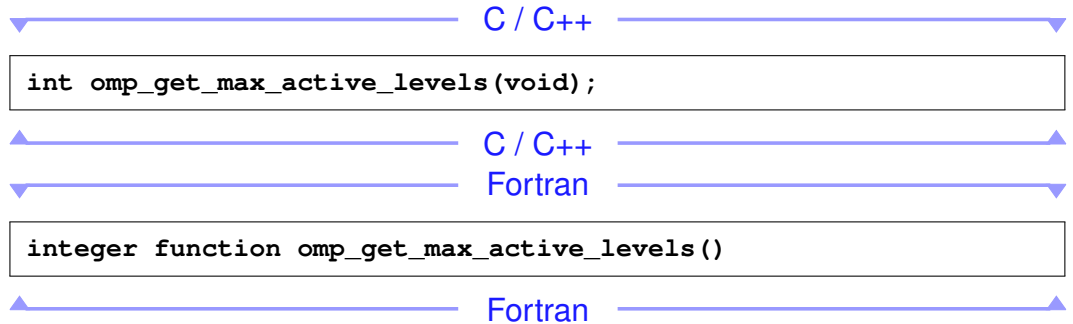 C / C++
int omp_get_max_active_levels(void);
C / C++
Fortran
integer function omp_get_max_active_levels()
Fortran